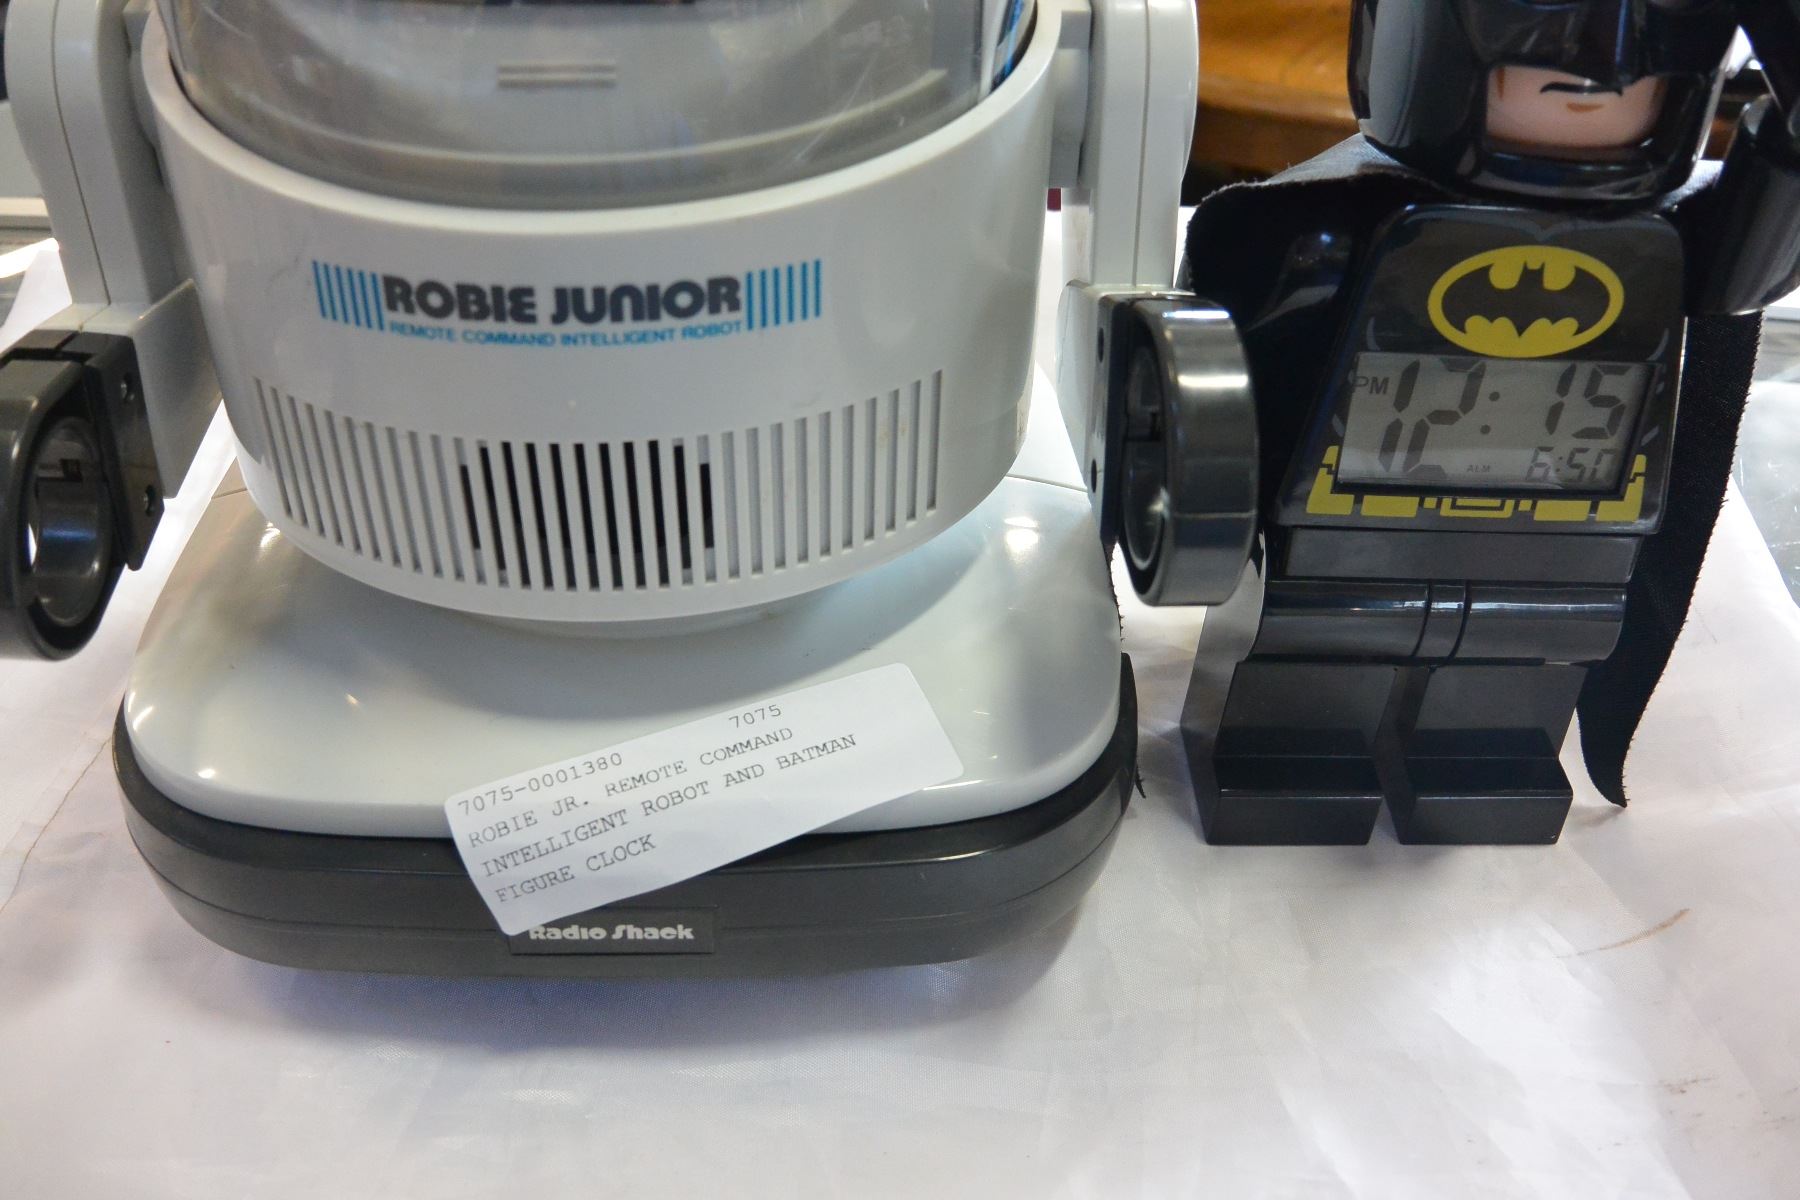 ROBIE JUNIOR
REMOTE COMMAND INTELLIGENT ROBOT
PM 12:15
ALM 6:50
7075-0001380 7075
ROBIE JR. REMOTE COMMAND
INTELLIGENT ROBOT AND BATMAN
FIGURE CLOCK
Radio Shack